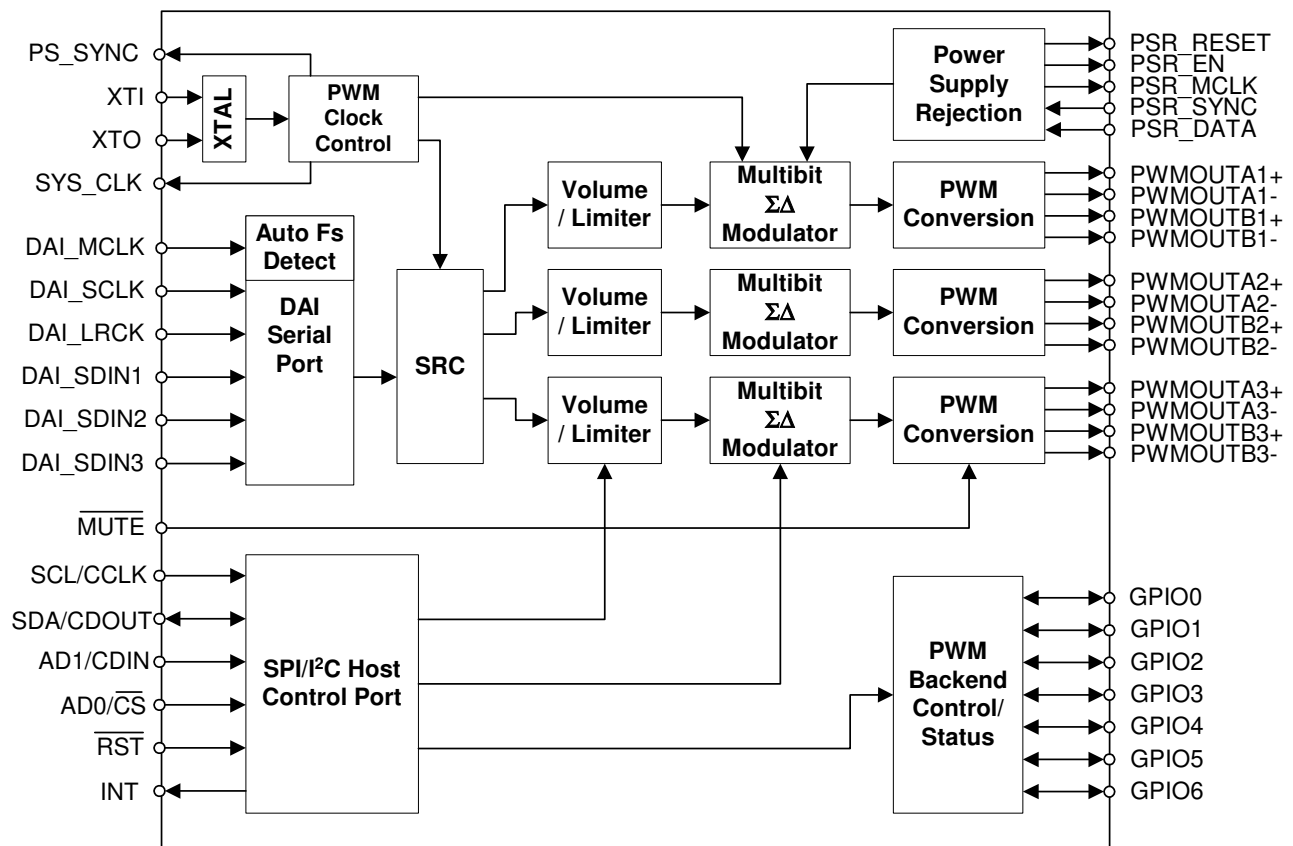 PS_SYNC
XTI
XTO
SYS_CLK
DAI_MCLK
DAI_SCLK
DAI_LRCK
DAI_SDIN1
DAI_SDIN2
DAI_SDIN3
MUTE
SCL/CCLK
SDA/CDOUT
AD1/CDIN
AD0/CS
RST
INT
XTAL
PWM
Clock
Control
Auto Fs
Detect
DAI
Serial
Port
SRC
SPI/I²C Host
Control Port
Volume
/ Limiter
Volume
/ Limiter
Volume
/ Limiter
Multibit
ΣΔ
Modulator
Multibit
ΣΔ
Modulator
Multibit
ΣΔ
Modulator
Power
Supply
Rejection
PWM
Conversion
PWM
Conversion
PWM
Conversion
PWM
Backend
Control/
Status
PSR_RESET
PSR_EN
PSR_MCLK
PSR_SYNC
PSR_DATA
PWMOUTA1+
PWMOUTA1-
PWMOUTB1+
PWMOUTB1-
PWMOUTA2+
PWMOUTA2-
PWMOUTB2+
PWMOUTB2-
PWMOUTA3+
PWMOUTA3-
PWMOUTB3+
PWMOUTB3-
GPIO0
GPIO1
GPIO2
GPIO3
GPIO4
GPIO5
GPIO6